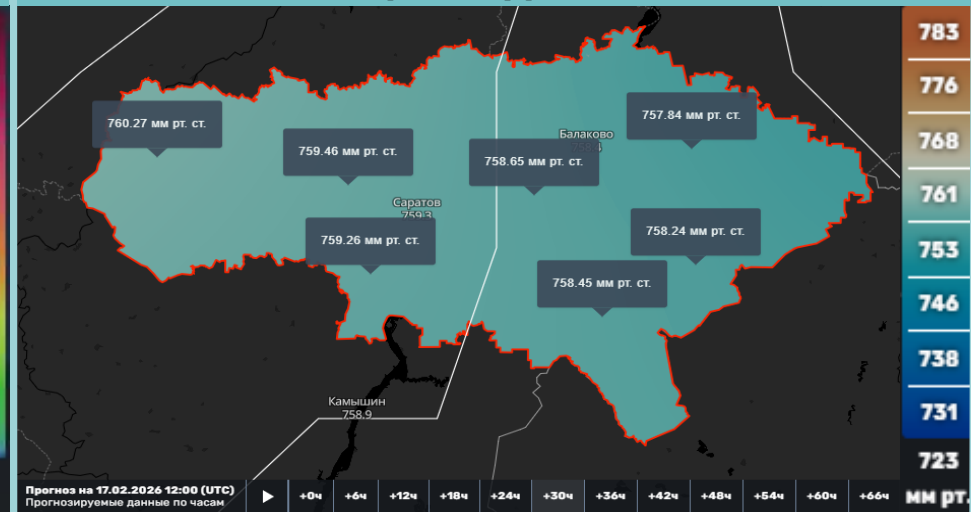 783
776
768
761
753
746
738
731
723
мм рт.
760.27 мм рт. ст.
759.46 мм рт. ст.
758.65 мм рт. ст.
757.84 мм рт. ст.
Балаково
Саратов
759.3
759.26 мм рт. ст.
758.24 мм рт. ст.
758.45 мм рт. ст.
Камышин
758.9
Прогноз на 17.02.2026 12:00 (UTC)
Прогнозируемые данные по часам
+0ч +6ч +12ч +18ч +24ч +30ч +36ч +42ч +48ч +54ч +60ч +66ч